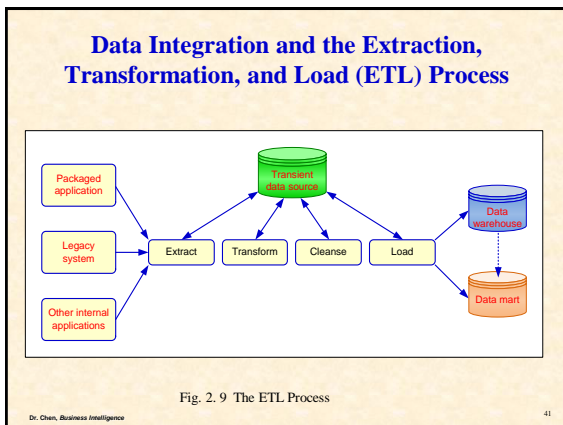 Data Integration and the Extraction,
Transformation, and Load (ETL) Process
Packaged
application
Legacy
system
Other internal
applications
Transient
data source
Extract
Transform
Cleanse
Load
Data
warehouse
Data mart
Fig. 2. 9 The ETL Process
Dr. Chen, Business Intelligence
41